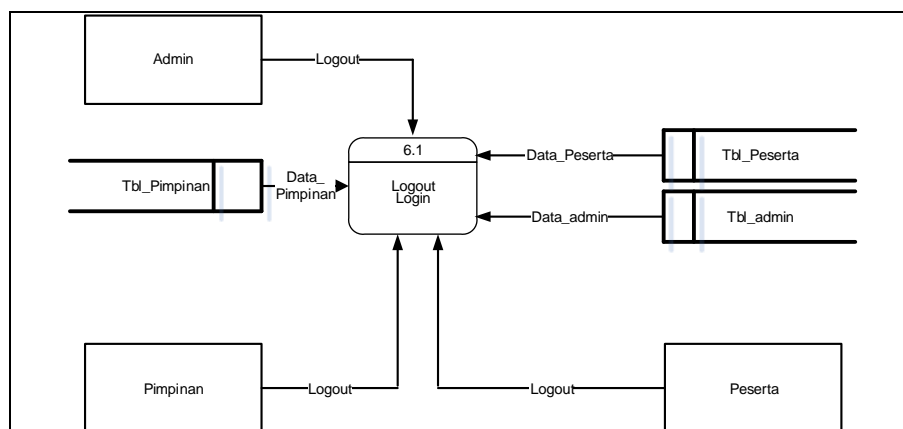 Admin
Logout
6.1
Logout
Login
Tbl_Pimpinan
Data_
Pimpinan
Data_Peserta
Tbl_Peserta
Data_admin
Tbl_admin
Pimpinan
Logout
Logout
Peserta